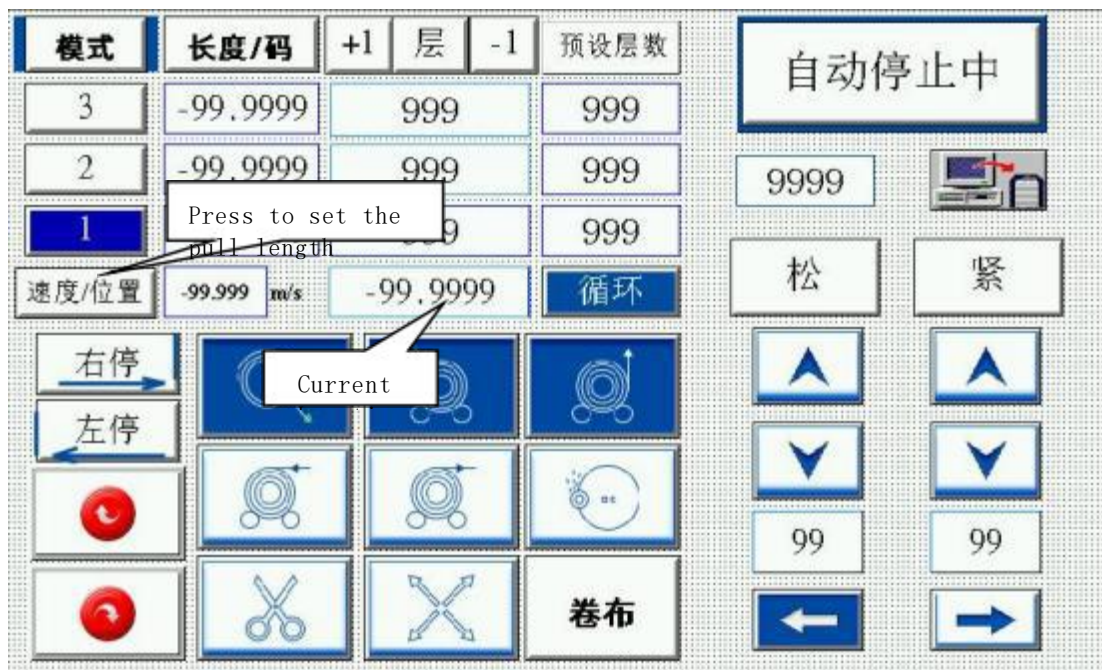 模式 长度/码 +1 层 -1 预设层数
自动停止中
3 -99.9999 999 999
2 -99.9999 999 999
9999
Press to set the
pull length
1 999
速度/位置 -99.999 m/s -99.9999 循环
松 紧
右停
Current
左停
99 99
卷布